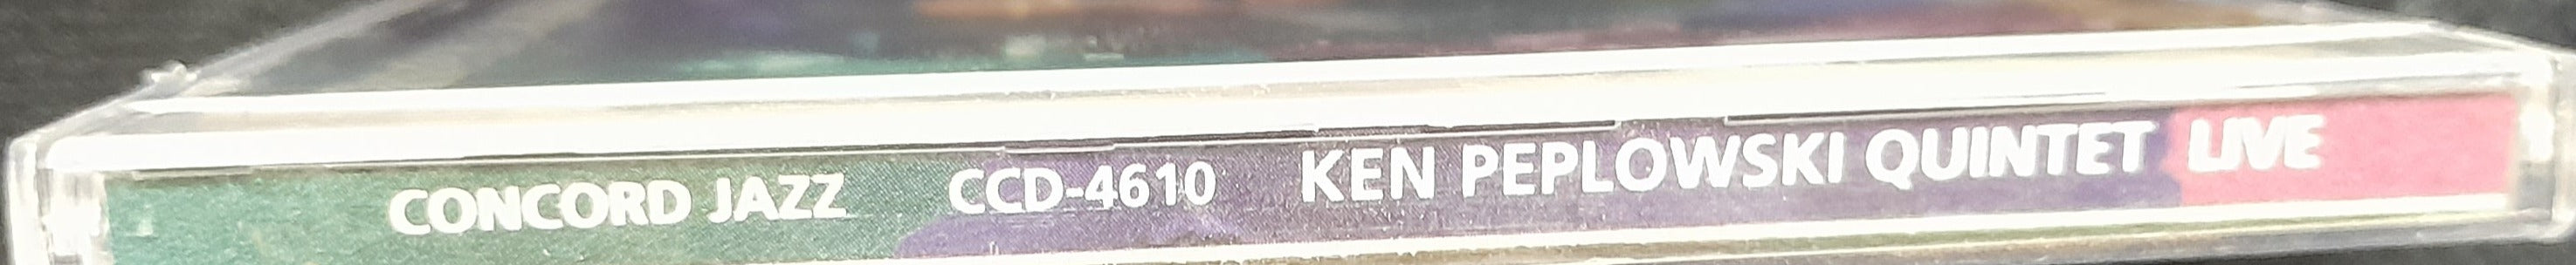 CONCORD JAZZ CCD-4610 KEN PEPLOWSKI QUINTET LIVE